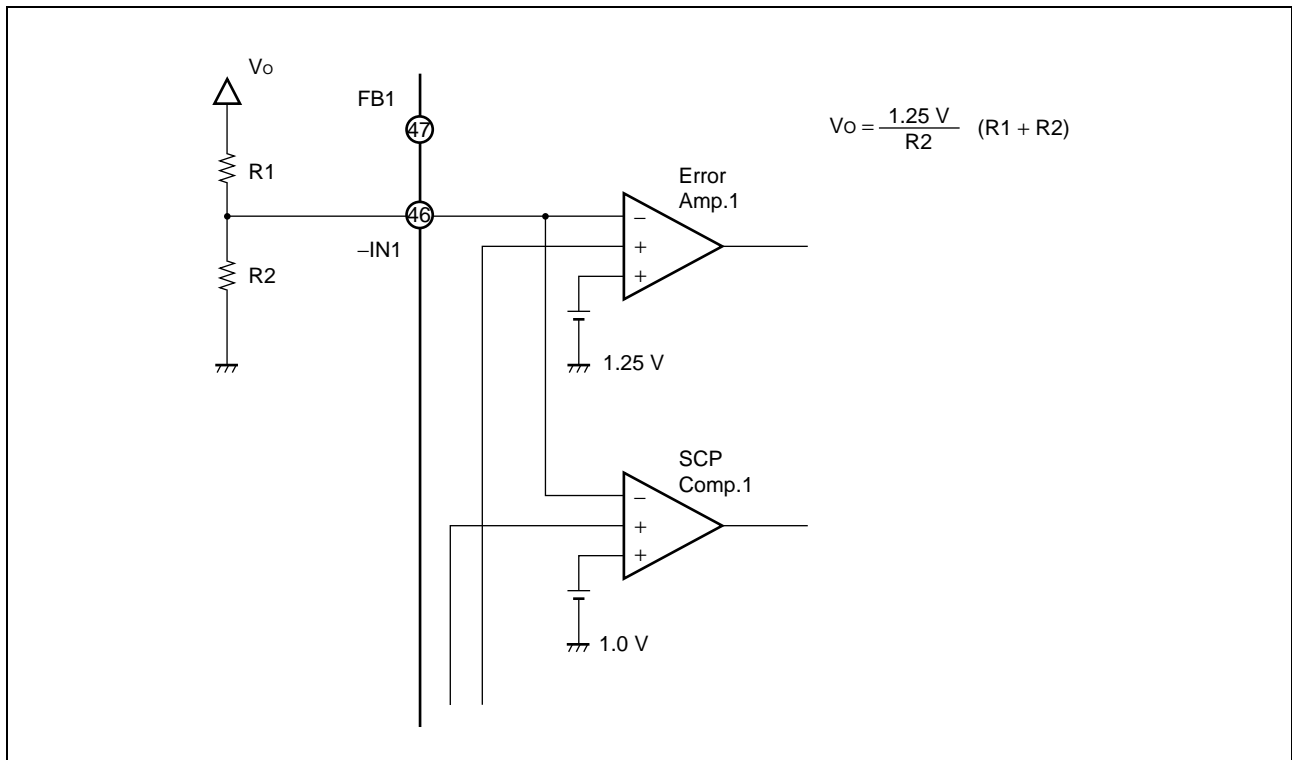 Vo
FB1
47
Vo = 1.25 V / R2 (R1 + R2)
R1
Error
Amp.1
46
−
−IN1
+
R2
+
1.25 V
SCP
Comp.1
−
+
+
1.0 V